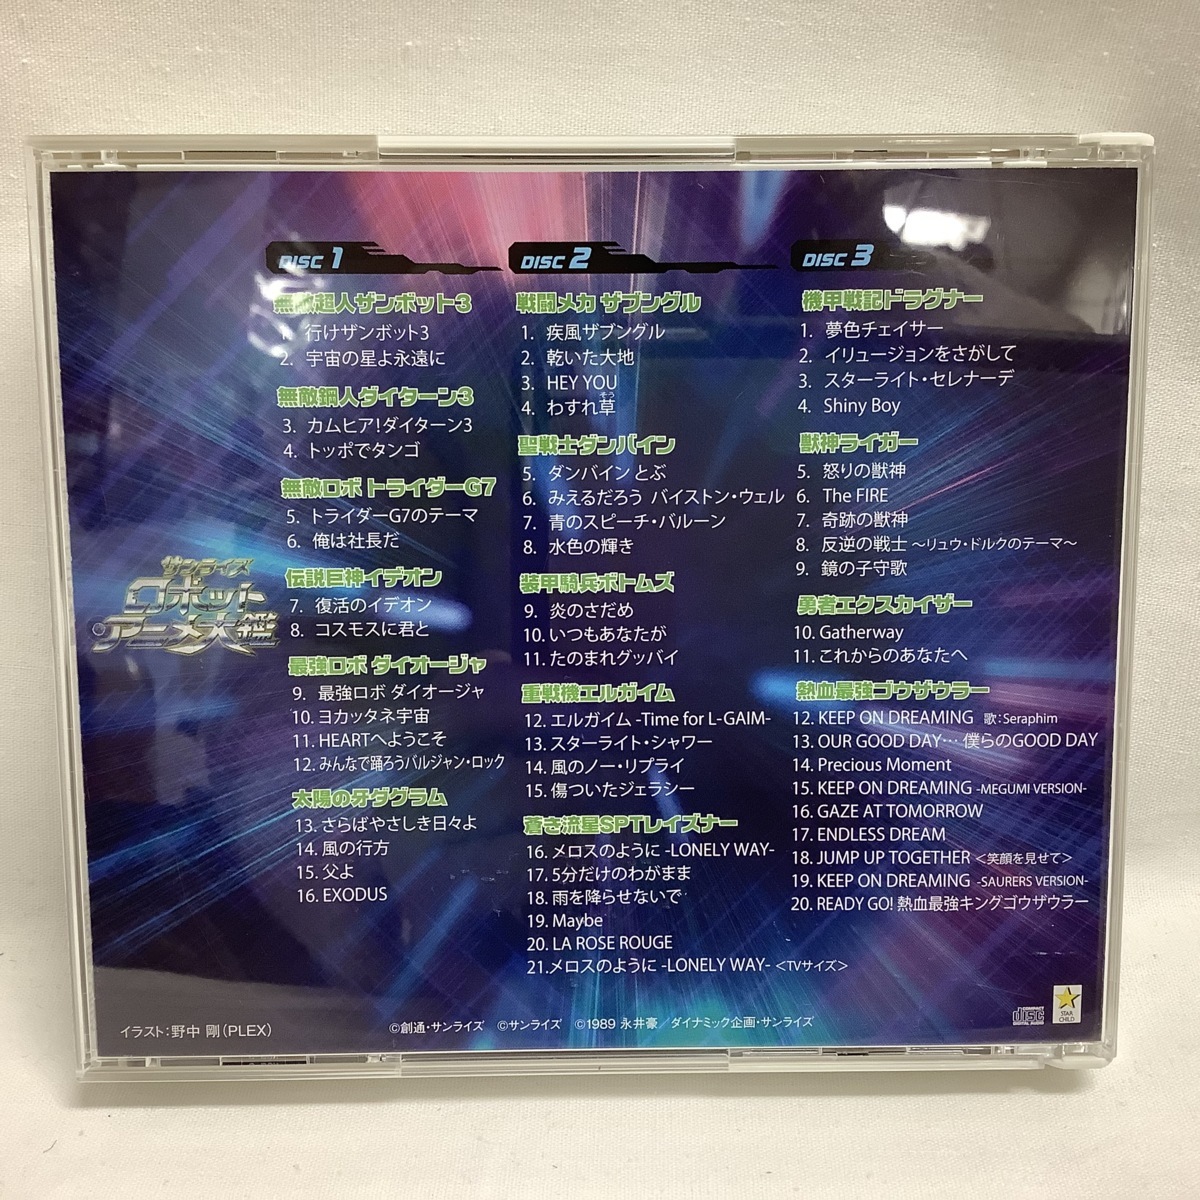 サンライズ
ロボット
アニメ大鑑
DISC 1
無敵超人ザンボット3
1. 行けザンボット3
2. 宇宙の星よ永遠に
無敵鋼人ダイターン3
3. カムヒア!ダイターン3
4. トッポでタンゴ
無敵ロボ トライダーG7
5. トライダーG7のテーマ
6. 俺は社長だ
伝説巨神イデオン
7. 復活のイデオン
8. コスモスに君と
最強ロボ ダイオージャ
9. 最強ロボ ダイオージャ
10. ヨカッタネ宇宙
11. HEARTへようこそ
12. みんなで踊ろうバルジャン・ロック
太陽の牙ダグラム
13. さらばやさしき日々よ
14. 風の行方
15. 父よ
16. EXODUS
DISC 2
戦闘メカ ザブングル
1. 疾風ザブングル
2. 乾いた大地
3. HEY YOU
そう
4. わすれ草
聖戦士ダンバイン
5. ダンバイン とぶ
6. みえるだろう バイストン・ウェル
7. 青のスピーチ・バルーン
8. 水色の輝き
装甲騎兵ボトムズ
9. 炎のさだめ
10. いつもあなたが
11. たのまれグッバイ
重戦機エルガイム
12. エルガイム -Time for L-GAIM-
13. スターライト・シャワー
14. 風のノー・リプライ
15. 傷ついたジェラシー
蒼き流星SPTレイズナー
16. メロスのように -LONELY WAY-
17. 5分だけのわがまま
18. 雨を降らせないで
19. Maybe
20. LA ROSE ROUGE
21. メロスのように -LONELY WAY- <TVサイズ>
DISC 3
機甲戦記ドラグナー
1. 夢色チェイサー
2. イリュージョンをさがして
3. スターライト・セレナーデ
4. Shiny Boy
獣神ライガー
5. 怒りの獣神
6. The FIRE
7. 奇跡の獣神
8. 反逆の戦士 ～リュウ・ドルクのテーマ～
9. 鏡の子守歌
勇者エクスカイザー
10. Gatherway
11. これからのあなたへ
熱血最強ゴウザウラー
12. KEEP ON DREAMING 歌：Seraphim
13. OUR GOOD DAY… 僕らのGOOD DAY
14. Precious Moment
15. KEEP ON DREAMING -MEGUMI VERSION-
16. GAZE AT TOMORROW
17. ENDLESS DREAM
18. JUMP UP TOGETHER <笑顔を見せて>
19. KEEP ON DREAMING -SAURERS VERSION-
20. READY GO! 熱血最強キングゴウザウラー
イラスト：野中 剛(PLEX)
©創通・サンライズ ©サンライズ ©1989 永井豪／ダイナミック企画・サンライズ
COMPACT
disc
DIGITAL AUDIO
STAR
CHILD